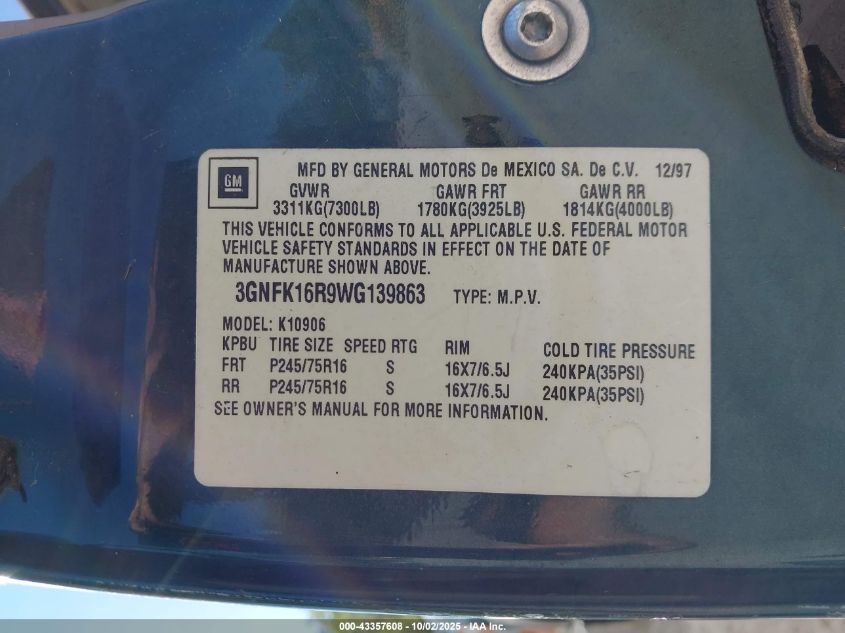 GM MFD BY GENERAL MOTORS De MEXICO SA. De C.V. 12/97
GVWR GAWR FRT GAWR RR
3311KG(7300LB) 1780KG(3925LB) 1814KG(4000LB)
THIS VEHICLE CONFORMS TO ALL APPLICABLE U.S. FEDERAL MOTOR
VEHICLE SAFETY STANDARDS IN EFFECT ON THE DATE OF
MANUFACTURE SHOWN ABOVE.
3GNFK16R9WG139863 TYPE: M.P.V.
MODEL: K10906
KPBU TIRE SIZE SPEED RTG RIM COLD TIRE PRESSURE
FRT P245/75R16 S 16X7/6.5J 240KPA(35PSI)
RR P245/75R16 S 16X7/6.5J 240KPA(35PSI)
SEE OWNER'S MANUAL FOR MORE INFORMATION.
000-43357608 - 10/02/2025 - IAA Inc.